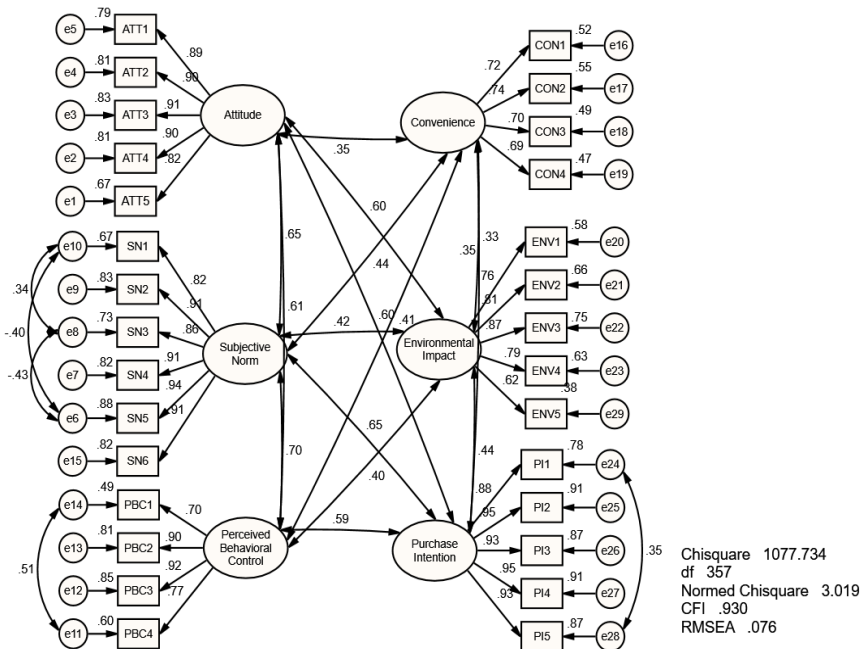 e5
.79
ATT1
.89
e4
.81
ATT2
.90
e3
.83
ATT3
.91
e2
.81
ATT4
.90
e1
.67
ATT5
.82
Attitude
e10
.67
SN1
.82
e9
.83
SN2
.91
e8
.73
SN3
.86
e7
.82
SN4
.91
e6
.88
SN5
.94
e15
.82
SN6
.91
.34
-.40
-.43
Subjective
Norm
e14
.49
PBC1
.70
e13
.81
PBC2
.90
e12
.85
PBC3
.92
e11
.60
PBC4
.77
.51
Perceived
Behavioral
Control
.35
.60
.65
.44
.61
.42
.60
.41
.70
.65
.40
.59
.35
.33
.44
Convenience
.72
CON1
.52
e16
.74
CON2
.55
e17
.70
CON3
.49
e18
.69
CON4
.47
e19
Environmental
Impact
.76
ENV1
.58
e20
.81
ENV2
.66
e21
.87
ENV3
.75
e22
.79
ENV4
.63
e23
.62
ENV5
.38
e29
Purchase
Intention
.88
PI1
.78
e24
.95
PI2
.91
e25
.93
PI3
.87
e26
.95
PI4
.91
e27
.93
PI5
.87
e28
.35
Chisquare 1077.734
df 357
Normed Chisquare 3.019
CFI .930
RMSEA .076